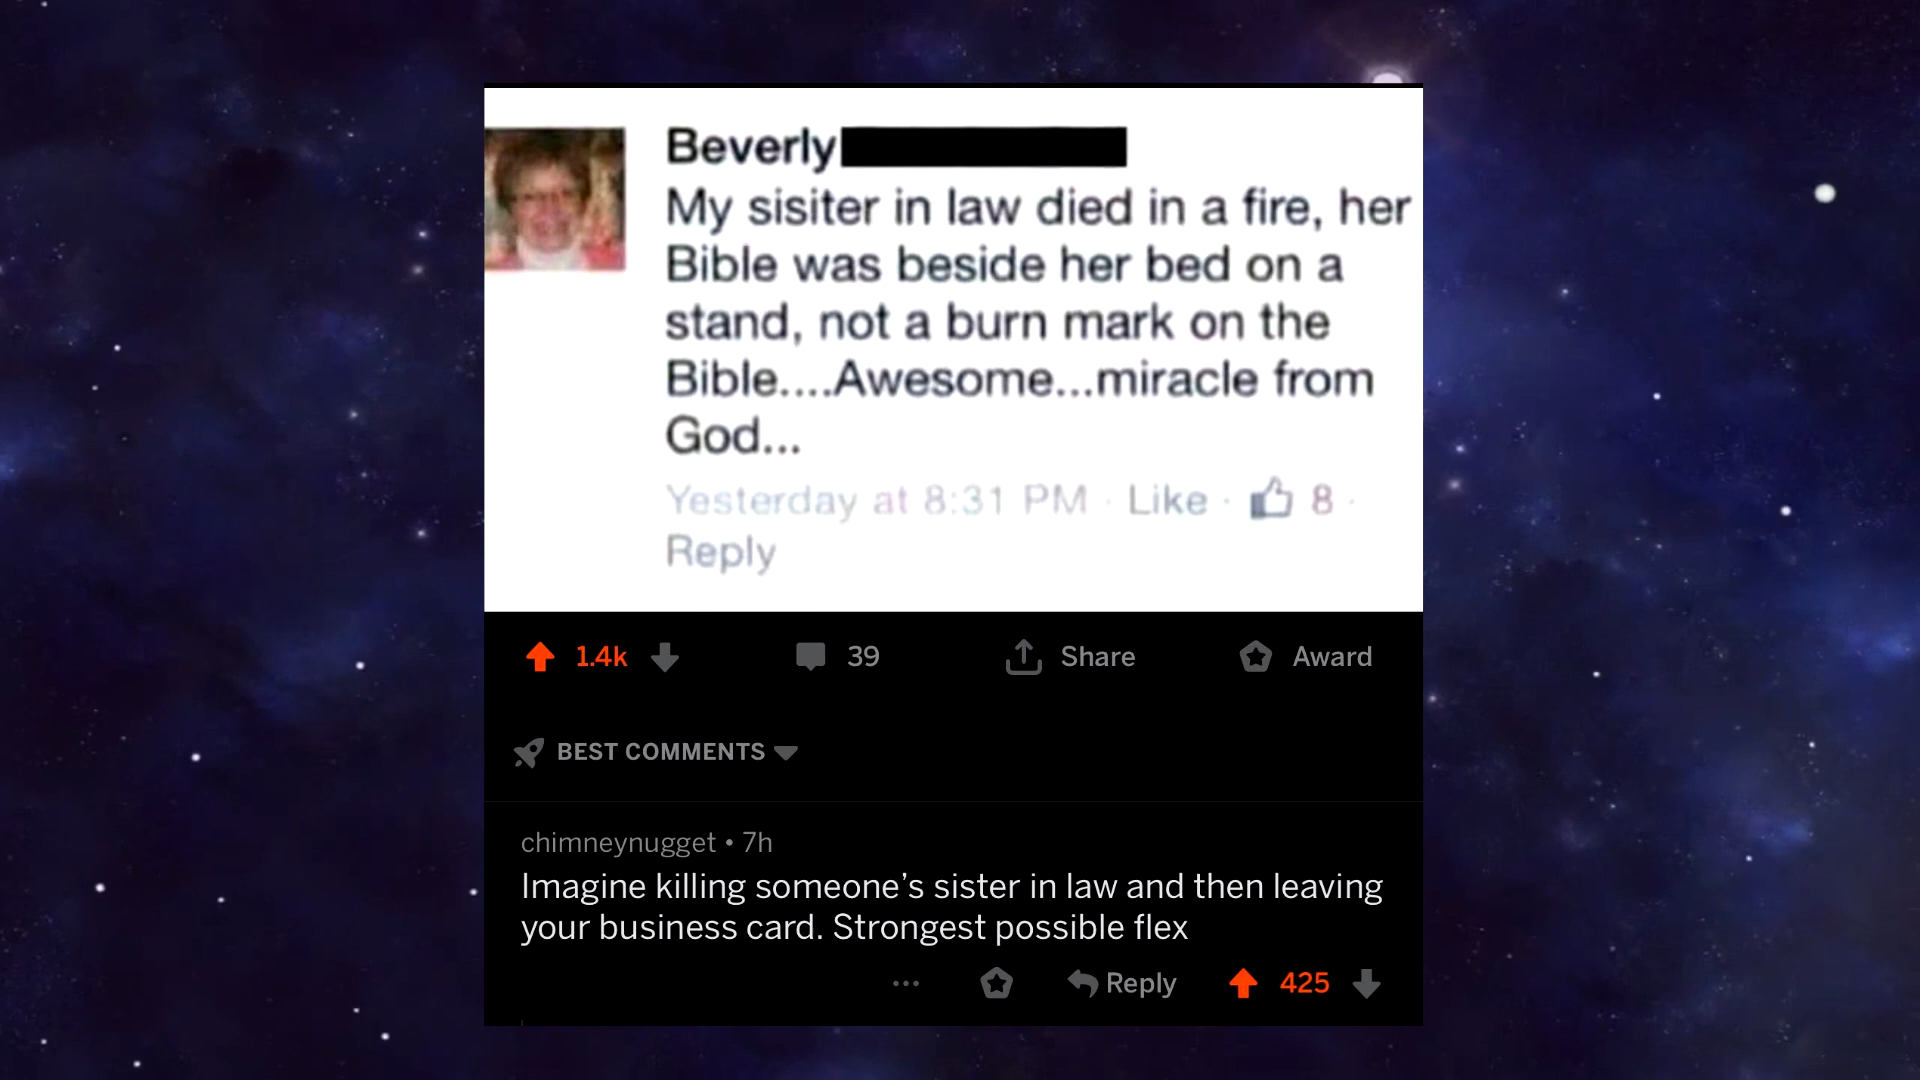 Beverly
My sisiter in law died in a fire, her
Bible was beside her bed on a
stand, not a burn mark on the
Bible....Awesome...miracle from
God...
Yesterday at 8:31 PM · Like · 8 ·
Reply
1.4k 39 Share Award
BEST COMMENTS
chimneynugget • 7h
Imagine killing someone’s sister in law and then leaving
your business card. Strongest possible flex
... Reply 425